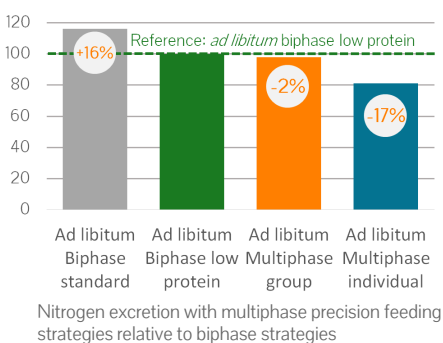 120
Reference: ad libitum biphase low protein
100
+16%
-2%
80
-17%
60
40
20
0
Ad libitum Biphase standard
Ad libitum Biphase low protein
Ad libitum Multiphase group
Ad libitum Multiphase individual
Nitrogen excretion with multiphase precision feeding
strategies relative to biphase strategies